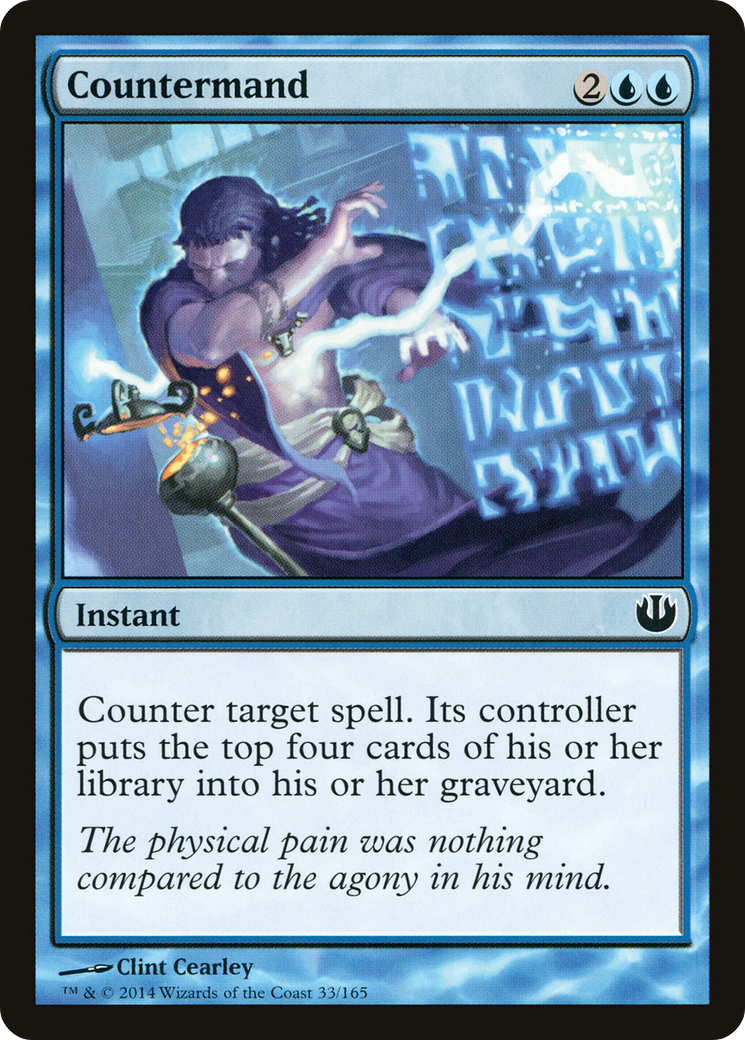 Countermand 2
Instant
Counter target spell. Its controller
puts the top four cards of his or her
library into his or her graveyard.
The physical pain was nothing
compared to the agony in his mind.
Clint Cearley
™ & © 2014 Wizards of the Coast 33/165